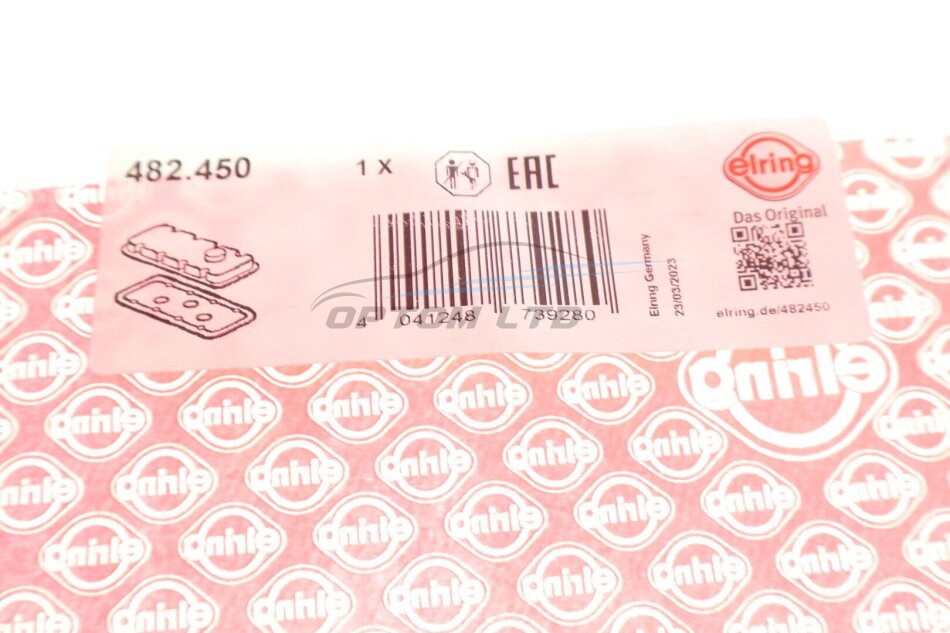 482.450
1 X
EAC
elring
Das Original
4 041248 739280
Elring Germany
23/03/2023
elring.de/482450
OPTOM LTD
elring